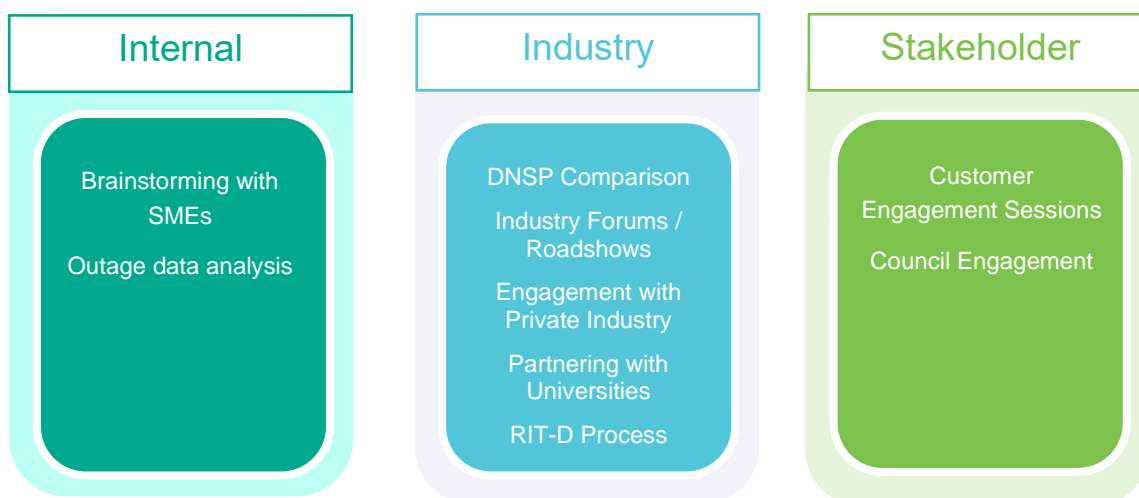 Internal
Brainstorming with
SMEs
Outage data analysis
Industry
DNSP Comparison
Industry Forums /
Roadshows
Engagement with
Private Industry
Partnering with
Universities
RIT-D Process
Stakeholder
Customer
Engagement Sessions
Council Engagement